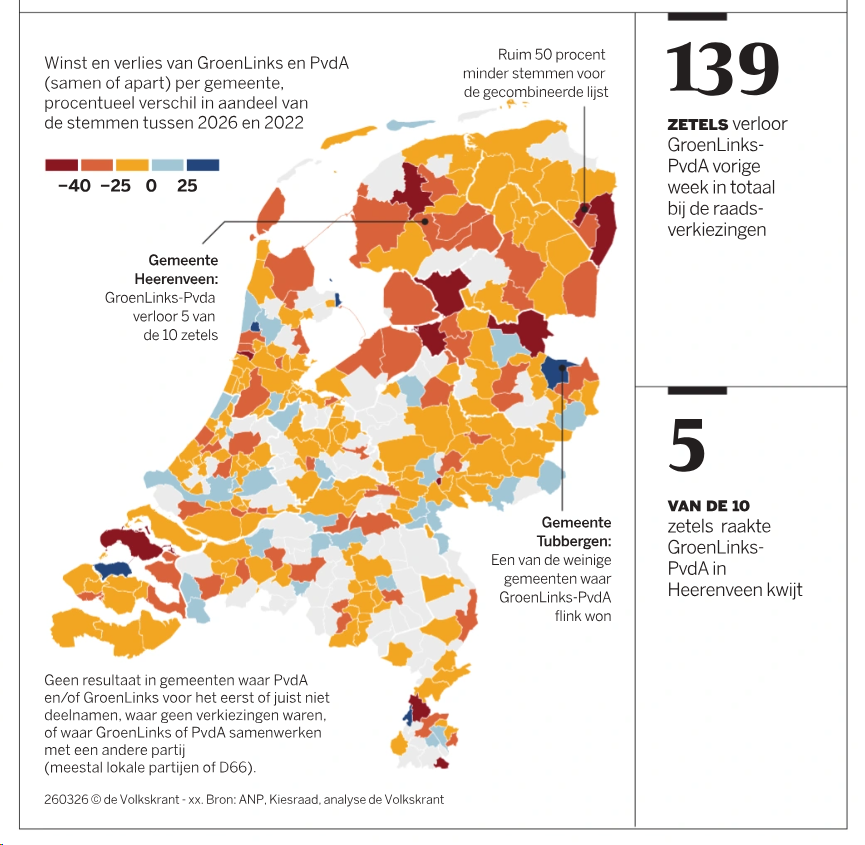 Winst en verlies van GroenLinks en PvdA
(samen of apart) per gemeente,
procentueel verschil in aandeel van
de stemmen tussen 2026 en 2022
−40 −25 0 25
Ruim 50 procent
minder stemmen voor
de gecombineerde lijst
Gemeente
Heerenveen:
GroenLinks-Pvda
verloor 5 van
de 10 zetels
Gemeente
Tubbergen:
Een van de weinige
gemeenten waar
GroenLinks-PvdA
flink won
Geen resultaat in gemeenten waar PvdA
en/of GroenLinks voor het eerst of juist niet
deelnamen, waar geen verkiezingen waren,
of waar GroenLinks of PvdA samenwerken
met een andere partij
(meestal lokale partijen of D66).
260326 © de Volkskrant - xx. Bron: ANP, Kiesraad, analyse de Volkskrant
139
ZETELS verloor
GroenLinks-
PvdA vorige
week in totaal
bij de raads-
verkiezingen
5
VAN DE 10
zetels raakte
GroenLinks-
PvdA in
Heerenveen kwijt